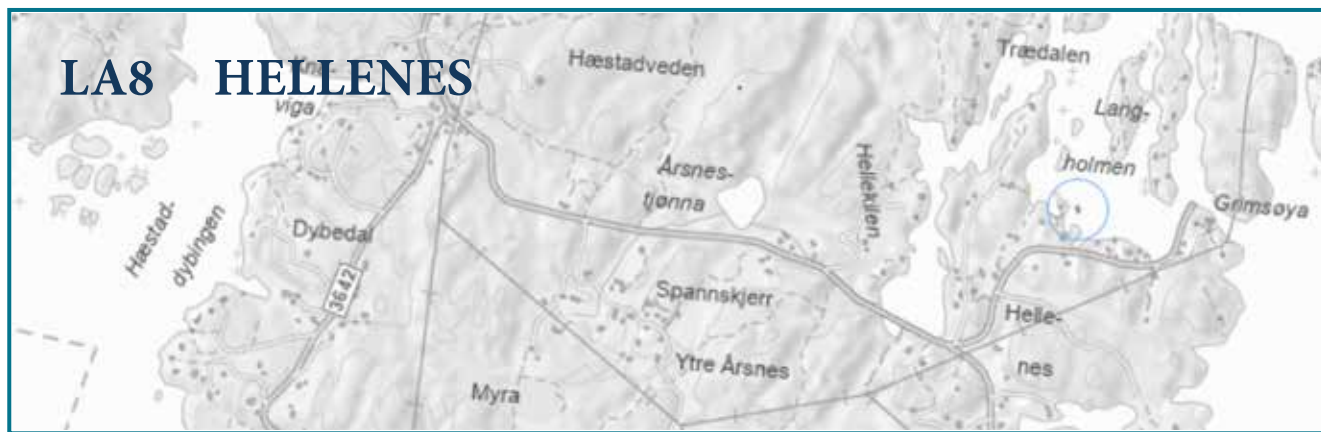 LA8 HELLENES
viga
Hæstadveden
Trædalen
Lang-
holmen
Grimsøya
Hellekilen
Årsnes-
tjønna
Hæstad-
dybingen
Dybedal
3642
Spannskjerr
Helle-
nes
Ytre Årsnes
Myra